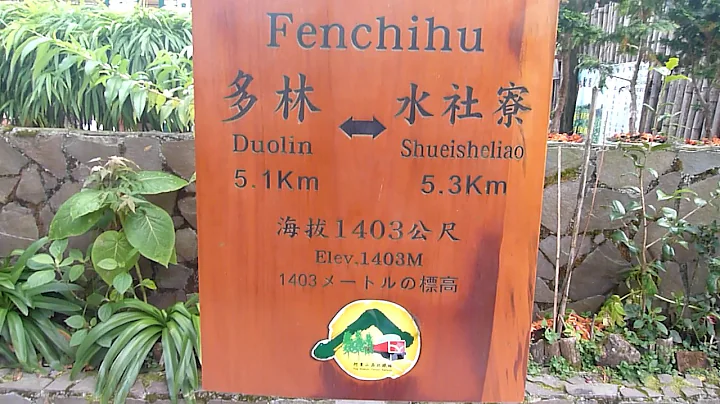 Fenchihu
多林 ↔ 水社寮
Duolin Shueisheliao
5.1Km 5.3Km
海拔1403公尺
Elev.1403M
1403メートルの標高